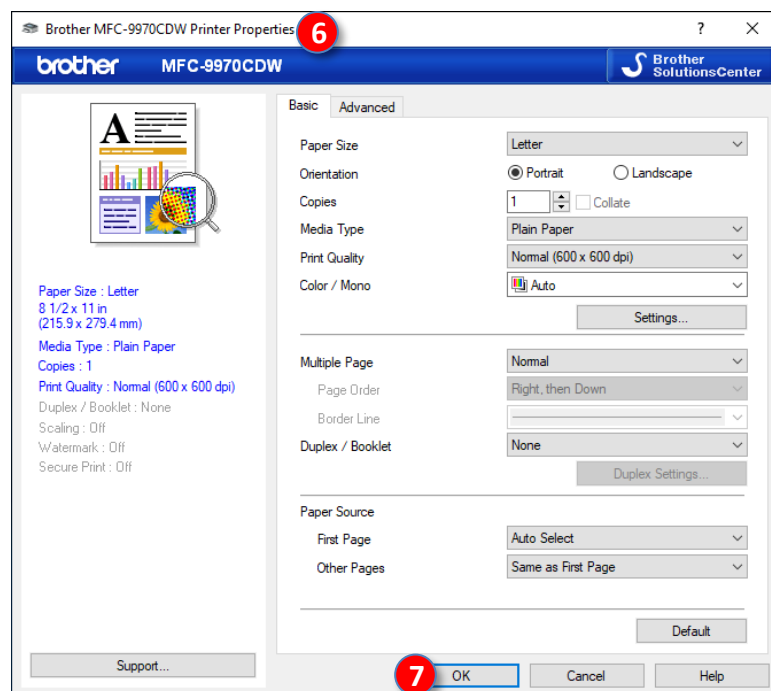 Brother MFC-9970CDW Printer Properties 6 ? ×
brother MFC-9970CDW Brother
SolutionsCenter
Basic Advanced
A
Paper Size Letter
Orientation Portrait Landscape
Copies 1 Collate
Media Type Plain Paper
Print Quality Normal (600 x 600 dpi)
Color / Mono Auto
Settings...
Paper Size : Letter
8 1/2 x 11 in
(215.9 x 279.4 mm)
Media Type : Plain Paper
Copies : 1
Print Quality : Normal (600 x 600 dpi)
Duplex / Booklet : None
Scaling : Off
Watermark : Off
Secure Print : Off
Multiple Page Normal
Page Order Right, then Down
Border Line
Duplex / Booklet None
Duplex Settings...
Paper Source
First Page Auto Select
Other Pages Same as First Page
Default
Support... 7 OK Cancel Help